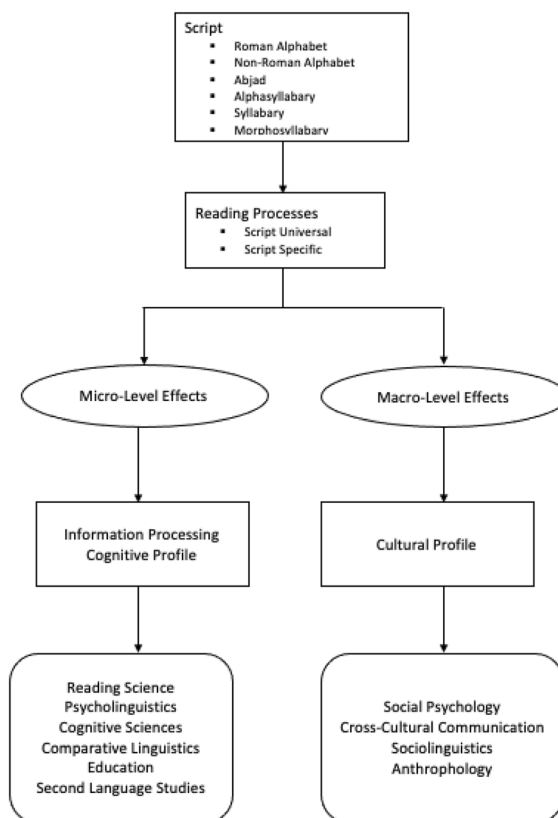 Script
▪ Roman Alphabet
▪ Non-Roman Alphabet
▪ Abjad
▪ Alphasyllabary
▪ Syllabary
▪ Morphosyllabary
Reading Processes
▪ Script Universal
▪ Script Specific
Micro-Level Effects
Macro-Level Effects
Information Processing
Cognitive Profile
Cultural Profile
Reading Science
Psycholinguistics
Cognitive Sciences
Comparative Linguistics
Education
Second Language Studies
Social Psychology
Cross-Cultural Communication
Sociolinguistics
Anthrophology